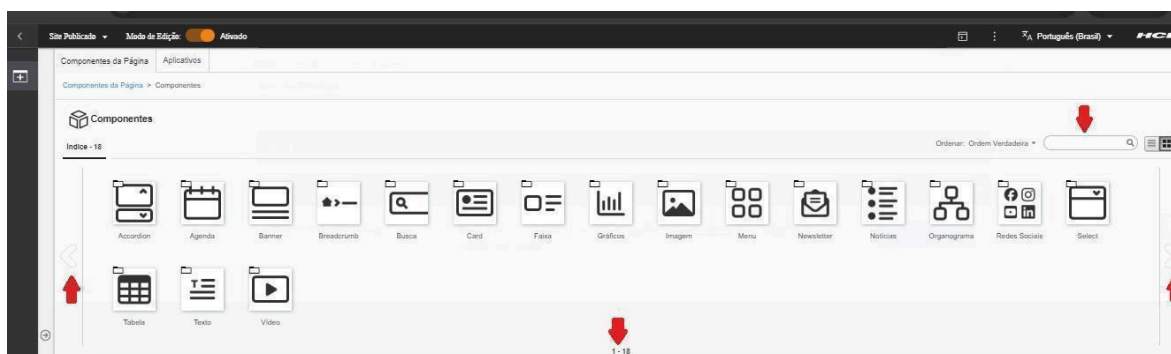 Site Publicado Modo de Edição: Ativado Português (Brasil) HCL
Componentes da Página Aplicativos
Componentes da Página > Componentes
Componentes
Indice - 18 Ordenar: Ordem Verdadeira
Accordion Agenda Banner Breadcrumb Busca Card Faixa Gráficos Imagem Menu Newsletter Notícias Organograma Redes Sociais Select
Tabela Texto Vídeo
1 - 18